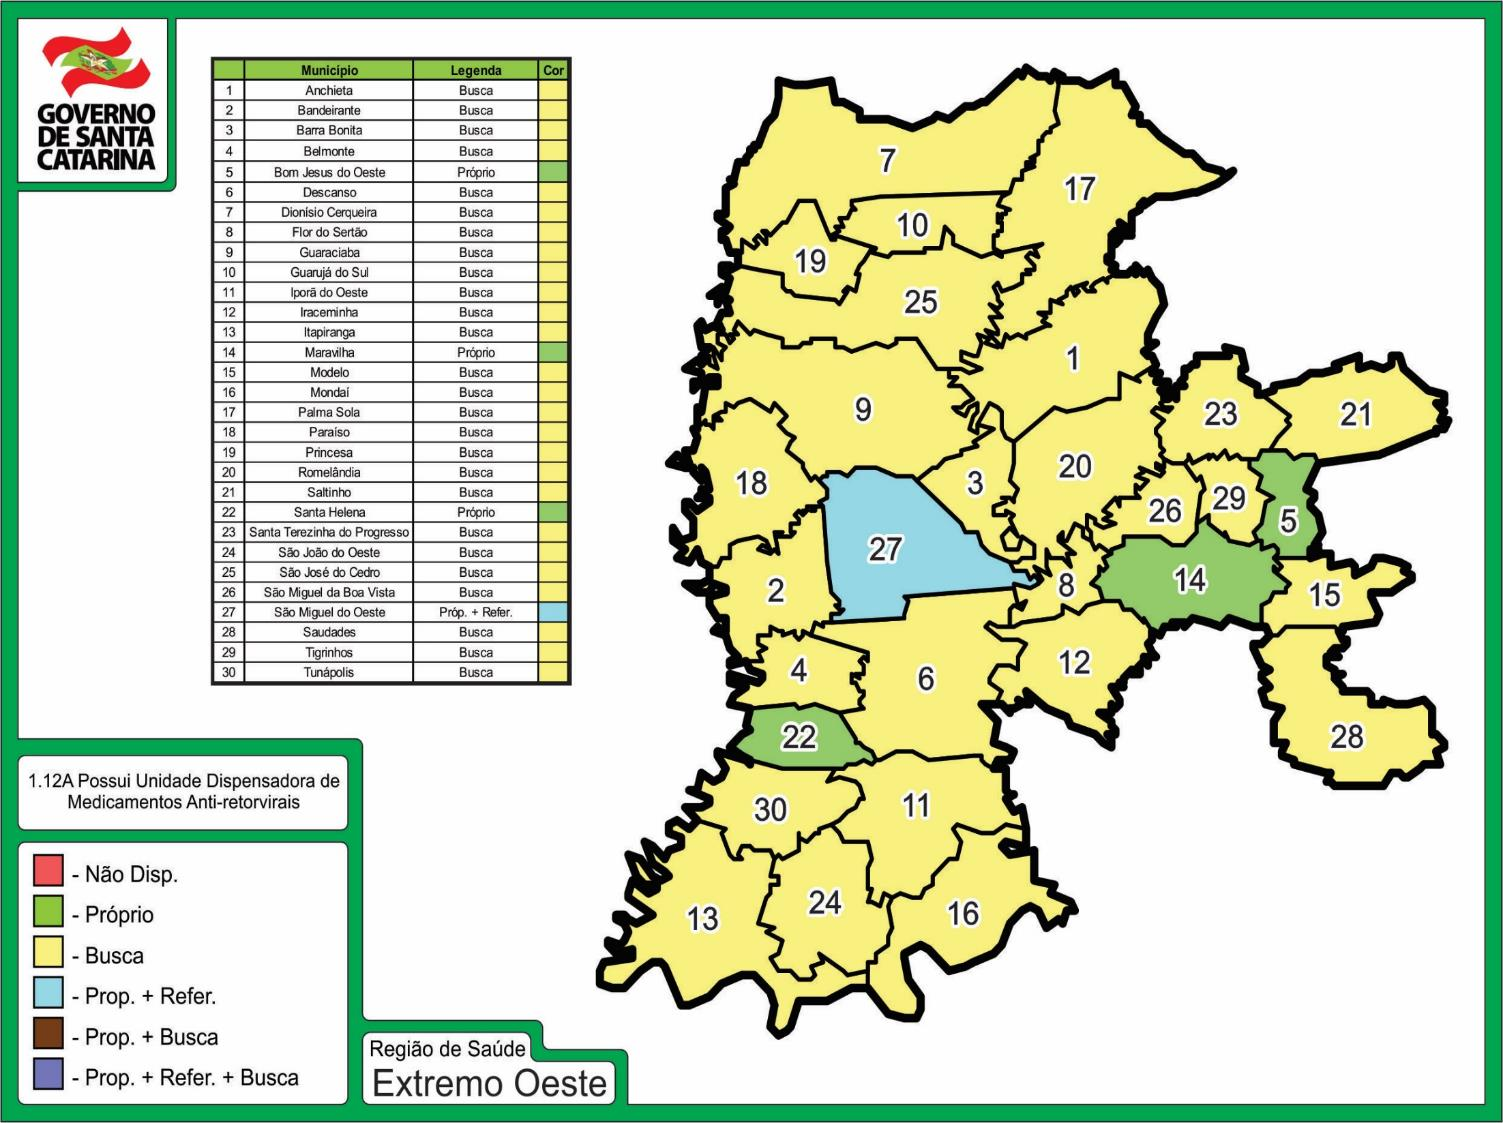 GOVERNO
DE SANTA
CATARINA
Município Legenda Cor
1 Anchieta Busca
2 Bandeirante Busca
3 Barra Bonita Busca
4 Belmonte Busca
5 Bom Jesus do Oeste Próprio
6 Descanso Busca
7 Dionísio Cerqueira Busca
8 Flor do Sertão Busca
9 Guaraciaba Busca
10 Guarujá do Sul Busca
11 Iporã do Oeste Busca
12 Iraceminha Busca
13 Itapiranga Busca
14 Maravilha Próprio
15 Modelo Busca
16 Mondaí Busca
17 Palma Sola Busca
18 Paraíso Busca
19 Princesa Busca
20 Romelândia Busca
21 Saltinho Busca
22 Santa Helena Próprio
23 Santa Terezinha do Progresso Busca
24 São João do Oeste Busca
25 São José do Cedro Busca
26 São Miguel da Boa Vista Busca
27 São Miguel do Oeste Próp. + Refer.
28 Saudades Busca
29 Tigrinhos Busca
30 Tunápolis Busca
7
17
10
19
25
1
9
23
21
18
3
20
26
29
5
27
2
8
14
15
4
6
12
22
28
30
11
13
24
16
1.12A Possui Unidade Dispensadora de
Medicamentos Anti-retorvirais
- Não Disp.
- Próprio
- Busca
- Prop. + Refer.
- Prop. + Busca
- Prop. + Refer. + Busca
Região de Saúde
Extremo Oeste